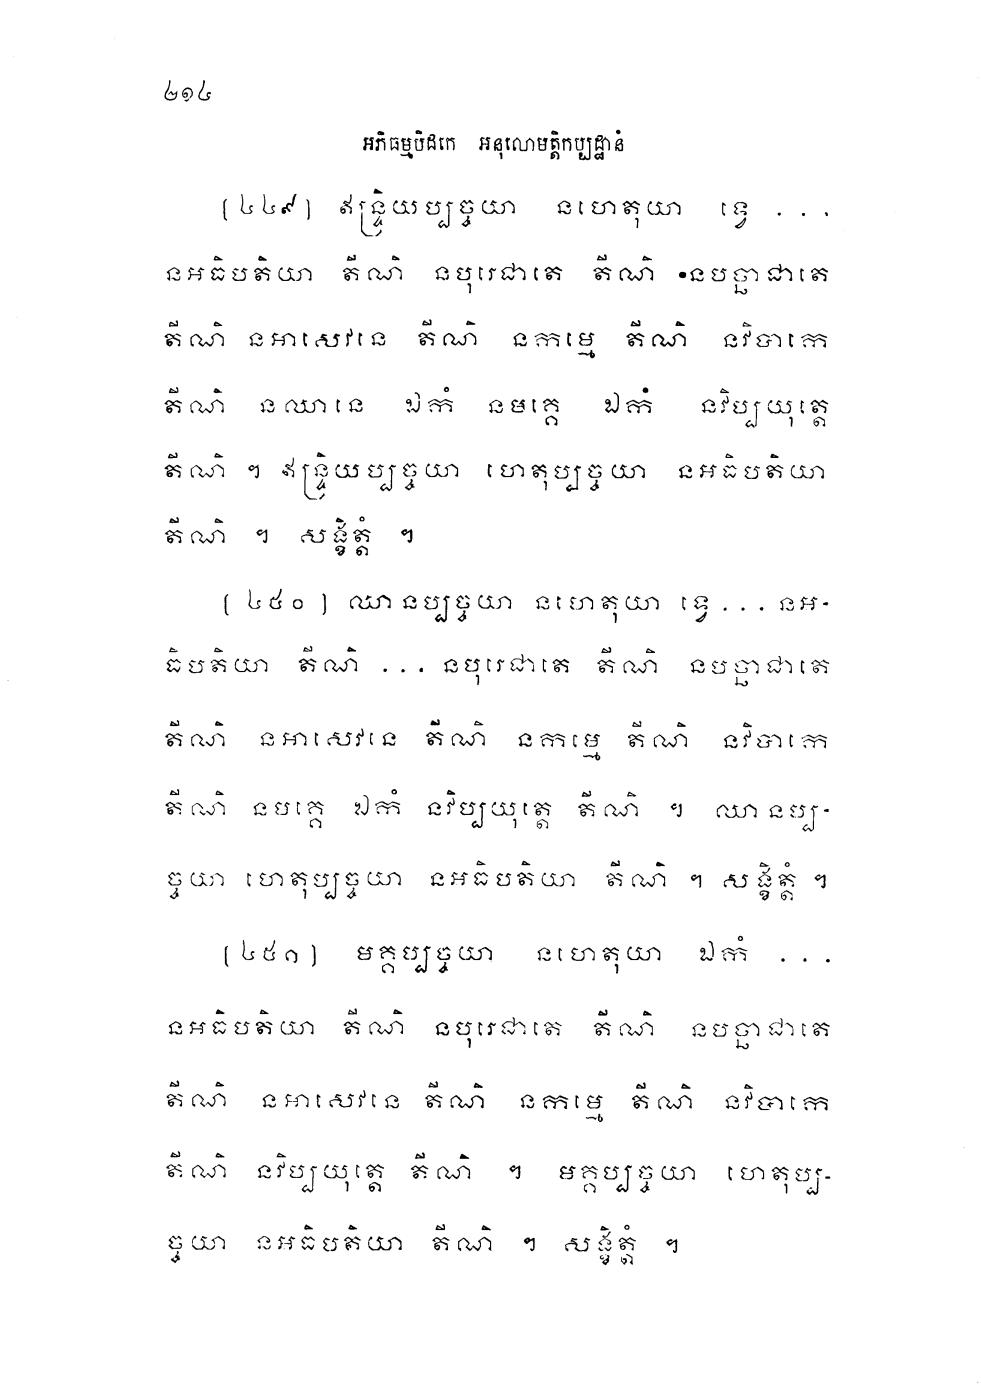 ២១៤
អភិធម្មបិដកេ អនុលោមត្តិកប្បដ្ឋានំ
[៤៤៩] ឥន្ទ្រិយប្បច្ចយា នហេតុយា ទ្វេ ...
នអធិបតិយា តីណិ នបុរេជាតេ តីណិ នបច្ឆាជាតេ
តីណិ នអាសេវនេ តីណិ នកម្មេ តីណិ នវិបាកេ
តីណិ នឈានេ ឯកំ នមគ្គេ ឯកំ នវិប្បយុត្តេ
តីណិ ។ ឥន្ទ្រិយប្បច្ចយា ហេតុប្បច្ចយា នអធិបតិយា
តីណិ ។ សង្ខិត្តំ ។
[៤៥០] ឈានប្បច្ចយា នហេតុយា ទ្វេ ... នអ-
ធិបតិយា តីណិ ... នបុរេជាតេ តីណិ នបច្ឆាជាតេ
តីណិ នអាសេវនេ តីណិ នកម្មេ តីណិ នវិបាកេ
តីណិ នមគ្គេ ឯកំ នវិប្បយុត្តេ តីណិ ។ ឈានប្ប-
ច្ចយា ហេតុប្បច្ចយា នអធិបតិយា តីណិ ។ សង្ខិត្តំ ។
[៤៥១] មគ្គប្បច្ចយា នហេតុយា ឯកំ ...
នអធិបតិយា តីណិ នបុរេជាតេ តីណិ នបច្ឆាជាតេ
តីណិ នអាសេវនេ តីណិ នកម្មេ តីណិ នវិបាកេ
តីណិ នវិប្បយុត្តេ តីណិ ។ មគ្គប្បច្ចយា ហេតុប្ប-
ច្ចយា នអធិបតិយា តីណិ ។ សង្ខិត្តំ ។